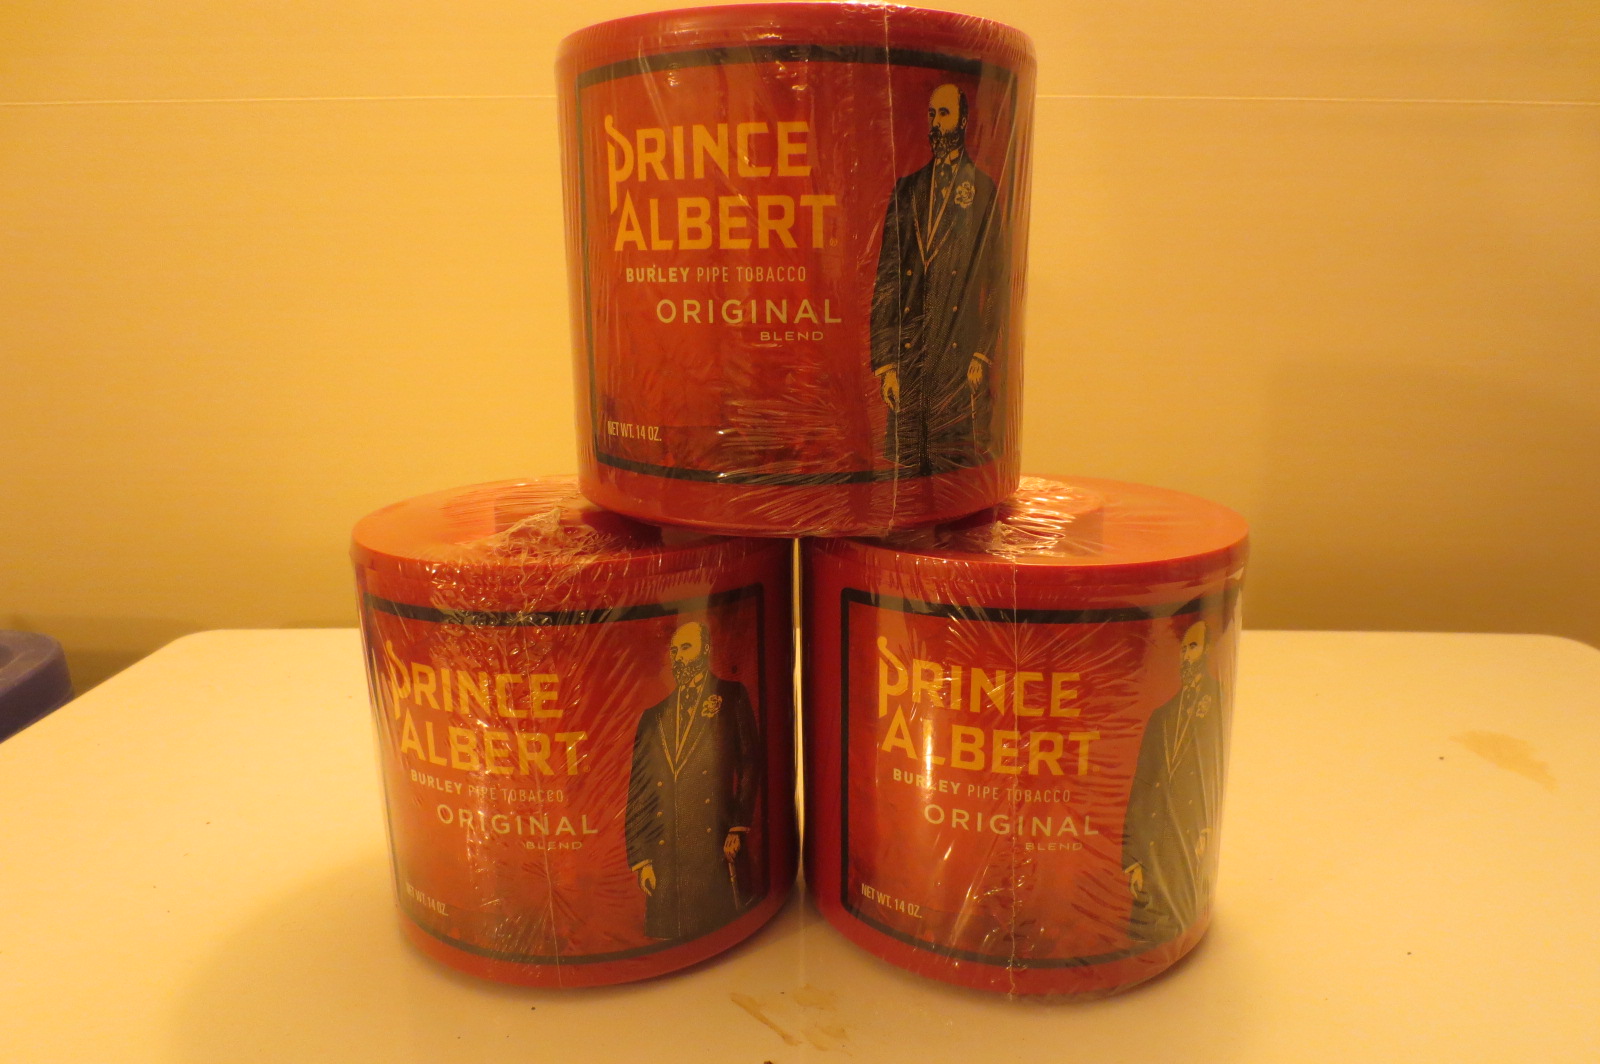 PRINCE
ALBERT®
BURLEY PIPE TOBACCO
ORIGINAL
BLEND
NET WT. 14 OZ.
PRINCE
ALBERT
BURLEY PIPE TOBACCO
ORIGINAL
BLEND
NET WT. 14 OZ.
PRINCE
ALBERT
BURLEY PIPE TOBACCO
ORIGINAL
BLEND
NET WT. 14 OZ.